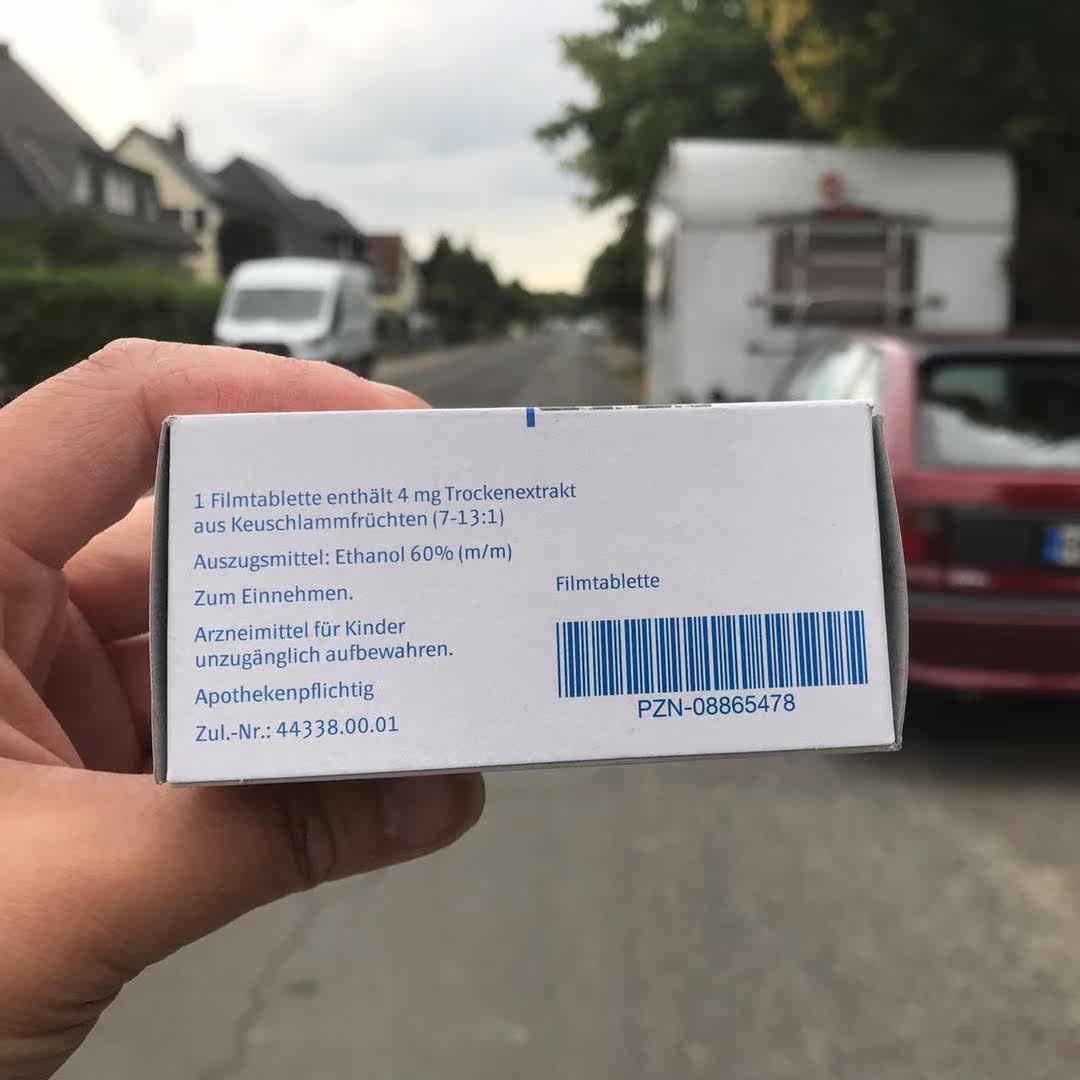 1 Filmtablette enthält 4 mg Trockenextrakt
aus Keuschlammfrüchten (7-13:1)
Auszugsmittel: Ethanol 60% (m/m)
Zum Einnehmen.
Arzneimittel für Kinder
unzugänglich aufbewahren.
Apothekenpflichtig
Zul.-Nr.: 44338.00.01
Filmtablette
PZN-08865478